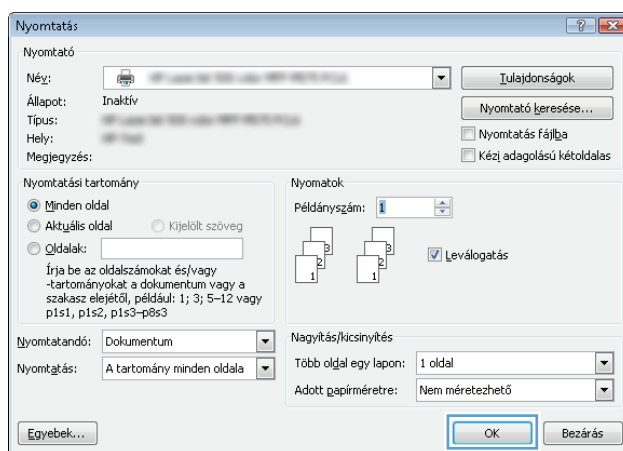 Nyomtatás
Nyomtató
Név:
Tulajdonságok
Állapot: Inaktív
Nyomtató keresése...
Típus:
Nyomtatás fájlba
Hely:
Megjegyzés:
Kézi adagolású kétoldalas
Nyomtatási tartomány
Minden oldal
Aktuális oldal Kijelölt szöveg
Oldalak:
Írja be az oldalszámokat és/vagy
-tartományokat a dokumentum vagy a
szakasz elejétől, például: 1; 3; 5–12 vagy
p1s1, p1s2, p1s3–p8s3
Nyomatok
Példányszám: 1
3 3
2 2
1 1
Leválogatás
Nyomtatandó: Dokumentum
Nyomtatás: A tartomány minden oldala
Nagyítás/kicsinyítés
Több oldal egy lapon: 1 oldal
Adott papírméretre: Nem méretezhető
Egyebek...
OK
Bezárás